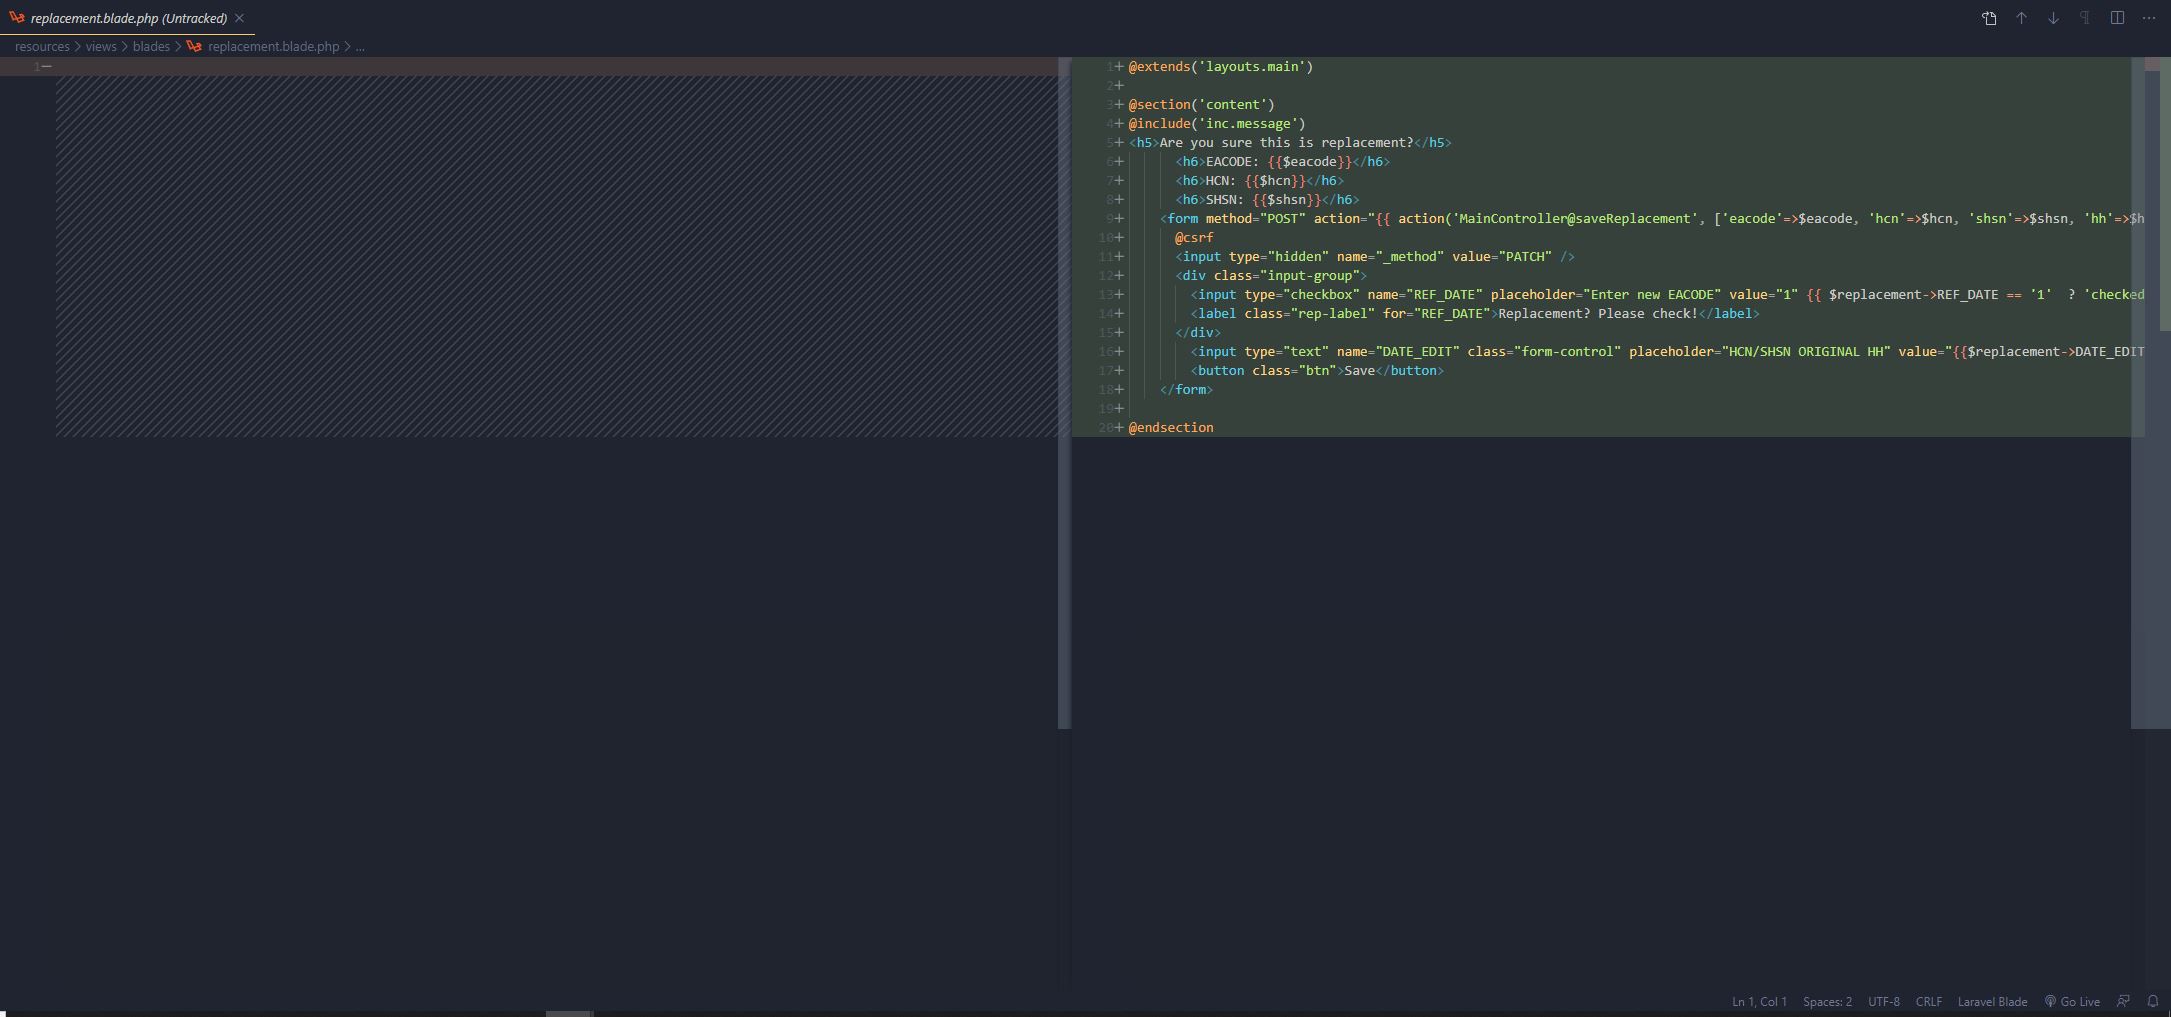 replacement.blade.php (Untracked)
resources > views > blades > replacement.blade.php > ...
1
1+ @extends('layouts.main')
2+
3+ @section('content')
4+ @include('inc.message')
5+ <h5>Are you sure this is replacement?</h5>
6+ <h6>EACODE: {{$eacode}}</h6>
7+ <h6>HCN: {{$hcn}}</h6>
8+ <h6>SHSN: {{$shsn}}</h6>
9+ <form method="POST" action="{{ action('MainController@saveReplacement', ['eacode'=>$eacode, 'hcn'=>$hcn, 'shsn'=>$shsn, 'hh'=>$h
10+ @csrf
11+ <input type="hidden" name="_method" value="PATCH" />
12+ <div class="input-group">
13+ <input type="checkbox" name="REF_DATE" placeholder="Enter new EACODE" value="1" {{ $replacement->REF_DATE == '1'  ? 'checked
14+ <label class="rep-label" for="REF_DATE">Replacement? Please check!</label>
15+ </div>
16+ <input type="text" name="DATE_EDIT" class="form-control" placeholder="HCN/SHSN ORIGINAL HH" value="{{$replacement->DATE_EDIT
17+ <button class="btn">Save</button>
18+ </form>
19+
20+ @endsection
Ln 1, Col 1 Spaces: 2 UTF-8 CRLF Laravel Blade Go Live